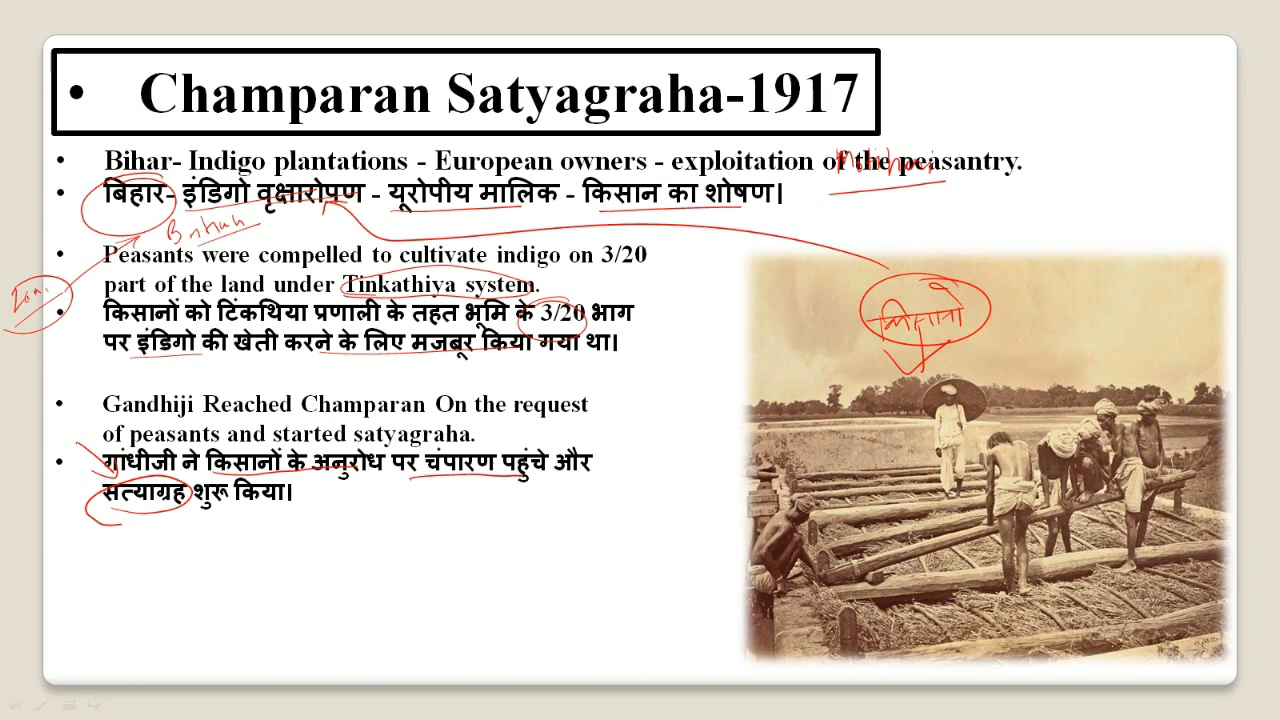 • Champaran Satyagraha-1917
• Bihar- Indigo plantations - European owners - exploitation of the peasantry.
• बिहार- इंडिगो वृक्षारोपण - यूरोपीय मालिक - किसान का शोषण।
• Peasants were compelled to cultivate indigo on 3/20
part of the land under Tinkathiya system.
• किसानों को टिंकथिया प्रणाली के तहत भूमि के 3/20 भाग
पर इंडिगो की खेती करने के लिए मजबूर किया गया था।
• Gandhiji Reached Champaran On the request
of peasants and started satyagraha.
• गांधीजी ने किसानों के अनुरोध पर चंपारण पहुंचे और
सत्याग्रह शुरू किया।